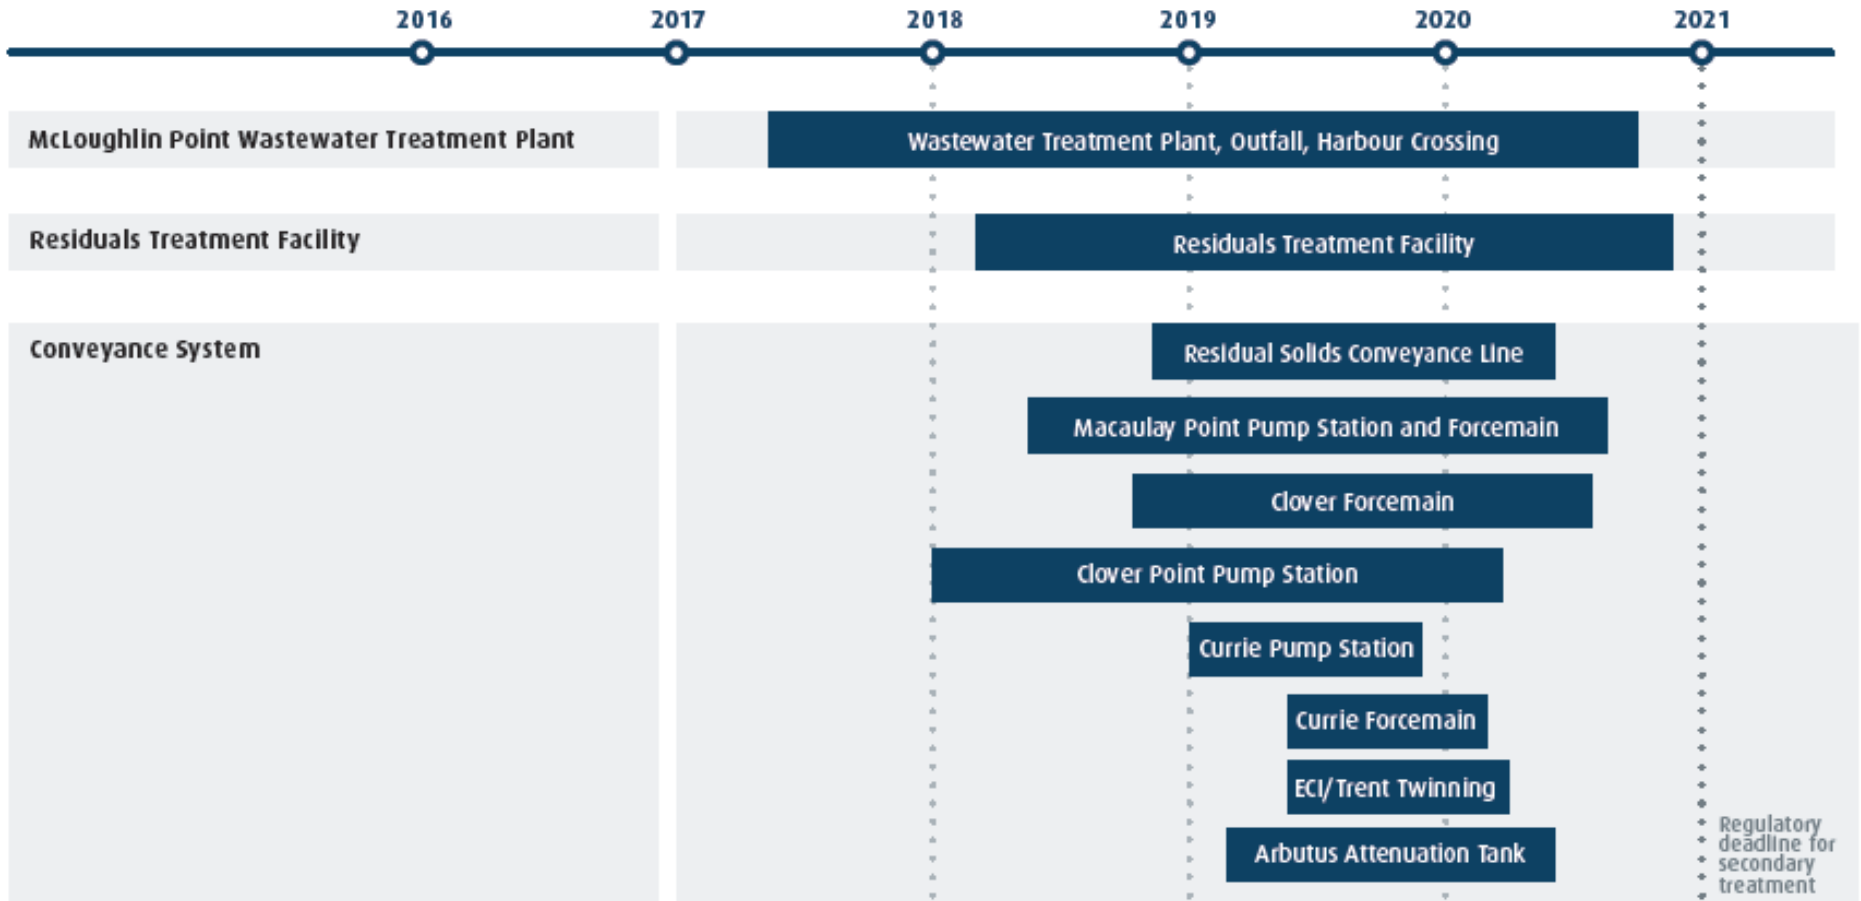 2016 2017 2018 2019 2020 2021
McLoughlin Point Wastewater Treatment Plant
Wastewater Treatment Plant, Outfall, Harbour Crossing
Residuals Treatment Facility
Residuals Treatment Facility
Conveyance System
Residual Solids Conveyance Line
Macaulay Point Pump Station and Forcemain
Clover Forcemain
Clover Point Pump Station
Currie Pump Station
Currie Forcemain
ECI/Trent Twinning
Arbutus Attenuation Tank
Regulatory
deadline for
secondary
treatment